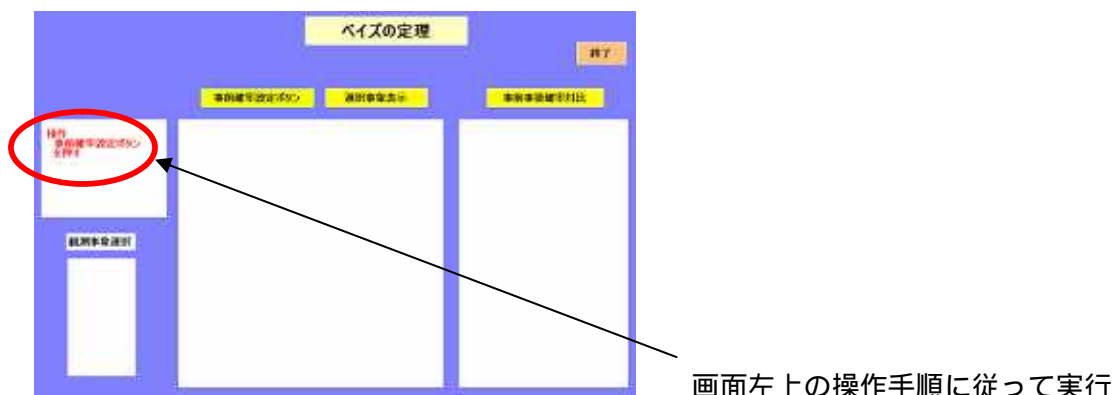 ベイズの定理
終了
事前確率設定ボタン
選択事象表示
事前事後確率対比
操作
事前確率設定ボタン
を押す
観測事象選択
画面左上の操作手順に従って実行